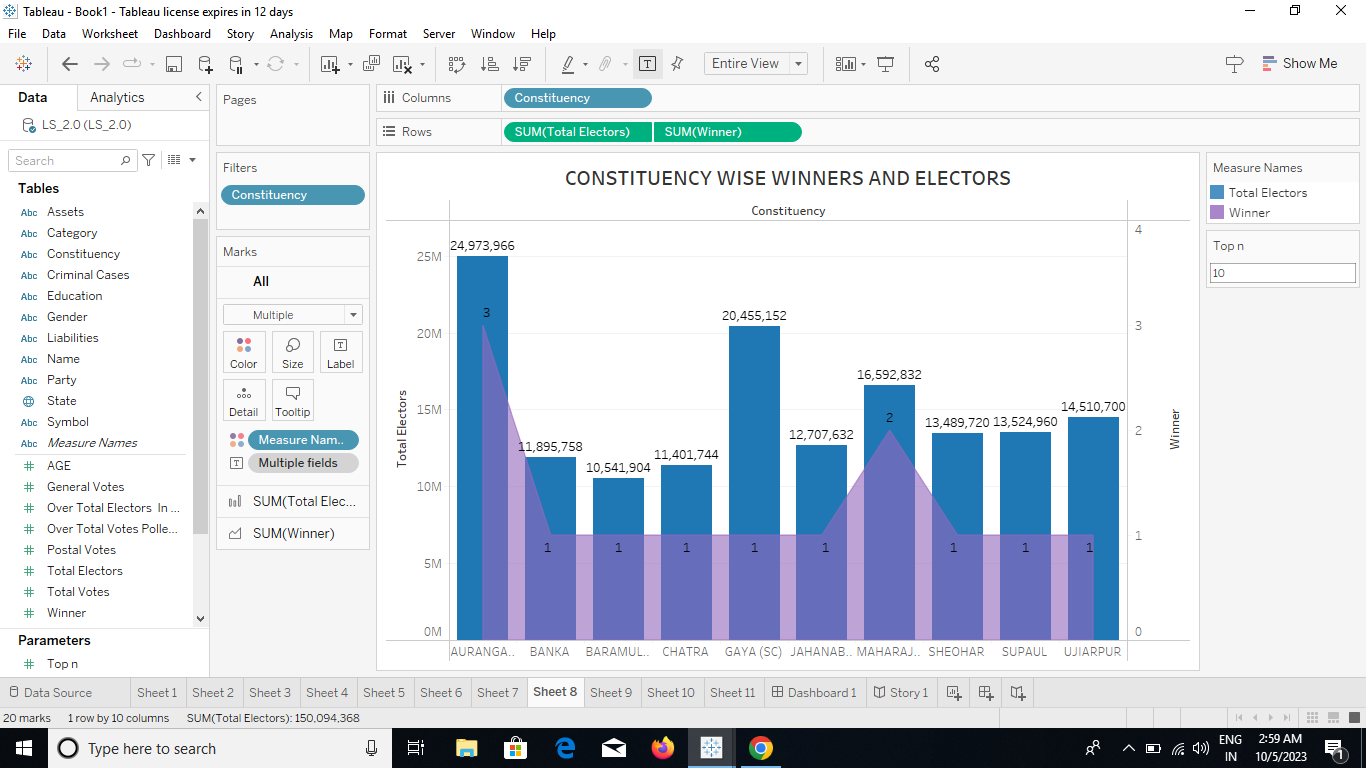 Tableau - Book1 - Tableau license expires in 12 days
File Data Worksheet Dashboard Story Analysis Map Format Server Window Help
Entire View
Show Me
Data Analytics
LS_2.0 (LS_2.0)
Search
Tables
Abc Assets
Abc Category
Abc Constituency
Abc Criminal Cases
Abc Education
Abc Gender
Abc Liabilities
Abc Name
Abc Party
State
Abc Symbol
Abc Measure Names
AGE
General Votes
Over Total Electors In ...
Over Total Votes Polle...
Postal Votes
Total Electors
Total Votes
Winner
Parameters
Top n
Pages
Filters
Constituency
Marks
All
Multiple
Color Size Label
Detail Tooltip
Measure Nam..
Multiple fields
SUM(Total Elec...
SUM(Winner)
Columns Constituency
Rows SUM(Total Electors) SUM(Winner)
CONSTITUENCY WISE WINNERS AND ELECTORS
Constituency
Total Electors
25M
20M
15M
10M
5M
0M
24,973,966
11,895,758
10,541,904
11,401,744
20,455,152
12,707,632
16,592,832
13,489,720
13,524,960
14,510,700
3 1 1 1 1 1 2 1 1 1
4
3
2
1
0
Winner
AURANGA.. BANKA BARAMUL.. CHATRA GAYA (SC) JAHANAB.. MAHARAJ.. SHEOHAR SUPAUL UJIARPUR
Measure Names
Total Electors
Winner
Top n
10
Data Source Sheet 1 Sheet 2 Sheet 3 Sheet 4 Sheet 5 Sheet 6 Sheet 7 Sheet 8 Sheet 9 Sheet 10 Sheet 11 Dashboard 1 Story 1
20 marks 1 row by 10 columns SUM(Total Electors): 150,094,368
Type here to search
ENG
IN
2:59 AM
10/5/2023
1